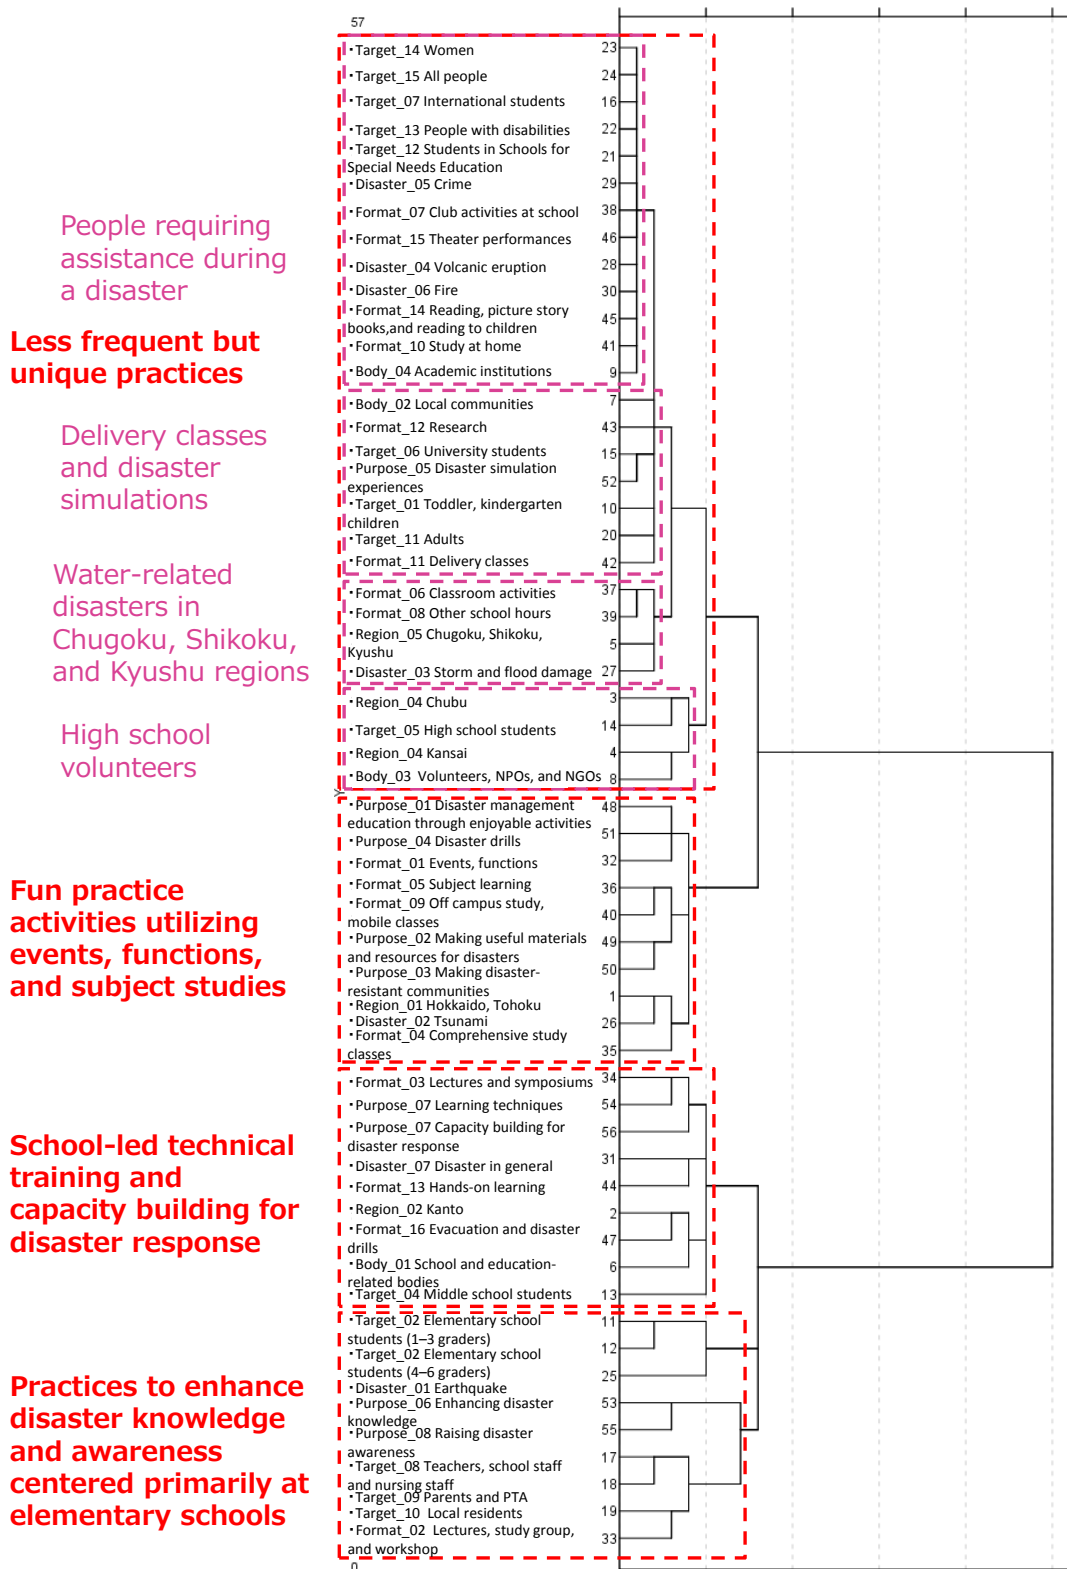 57
・Target_14 Women 23
・Target_15 All people 24
・Target_07 International students 16
・Target_13 People with disabilities 22
・Target_12 Students in Schools for
Special Needs Education 21
・Disaster_05 Crime 29
・Format_07 Club activities at school 38
・Format_15 Theater performances 46
・Disaster_04 Volcanic eruption 28
・Disaster_06 Fire 30
・Format_14 Reading, picture story
books,and reading to children 45
・Format_10 Study at home 41
・Body_04 Academic institutions 9
People requiring
assistance during
a disaster
Less frequent but
unique practices
・Body_02 Local communities 7
・Format_12 Research 43
・Target_06 University students 15
・Purpose_05 Disaster simulation
experiences 52
・Target_01 Toddler, kindergarten
children 10
・Target_11 Adults 20
・Format_11 Delivery classes 42
Delivery classes
and disaster
simulations
・Format_06 Classroom activities 37
・Format_08 Other school hours 39
・Region_05 Chugoku, Shikoku,
Kyushu 5
・Disaster_03 Storm and flood damage 27
Water-related
disasters in
Chugoku, Shikoku,
and Kyushu regions
・Region_04 Chubu 3
・Target_05 High school students 14
・Region_04 Kansai 4
・Body_03 Volunteers, NPOs, and NGOs 8
High school
volunteers
Y
・Purpose_01 Disaster management
education through enjoyable activities 48
・Purpose_04 Disaster drills 51
・Format_01 Events, functions 32
・Format_05 Subject learning 36
・Format_09 Off campus study,
mobile classes 40
・Purpose_02 Making useful materials
and resources for disasters 49
・Purpose_03 Making disaster-
resistant communities 50
・Region_01 Hokkaido, Tohoku 1
・Disaster_02 Tsunami 26
・Format_04 Comprehensive study
classes 35
Fun practice
activities utilizing
events, functions,
and subject studies
・Format_03 Lectures and symposiums 34
・Purpose_07 Learning techniques 54
・Purpose_07 Capacity building for
disaster response 56
・Disaster_07 Disaster in general 31
・Format_13 Hands-on learning 44
・Region_02 Kanto 2
・Format_16 Evacuation and disaster
drills 47
・Body_01 School and education-
related bodies 6
・Target_04 Middle school students 13
School-led technical
training and
capacity building for
disaster response
・Target_02 Elementary school
students (1–3 graders) 11
・Target_02 Elementary school
students (4–6 graders) 12
・Disaster_01 Earthquake 25
・Purpose_06 Enhancing disaster
knowledge 53
・Purpose_08 Raising disaster
awareness 55
・Target_08 Teachers, school staff
and nursing staff 17
・Target_09 Parents and PTA 18
・Target_10 Local residents 19
・Format_02 Lectures, study group,
and workshop 33
Practices to enhance
disaster knowledge
and awareness
centered primarily at
elementary schools
0